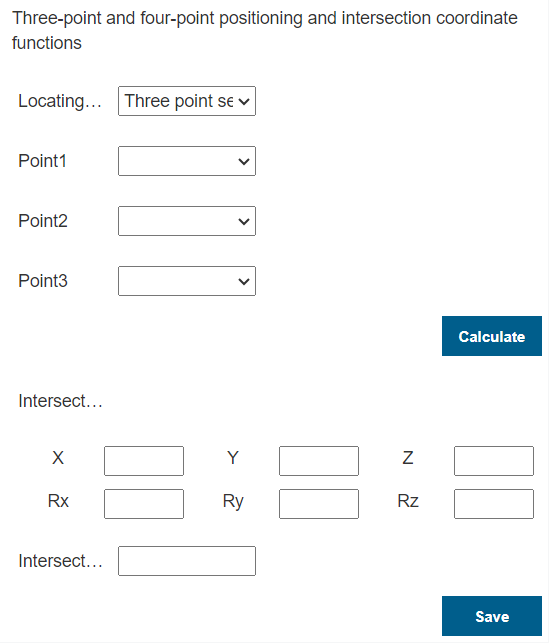 Three-point and four-point positioning and intersection coordinate
functions
Locating... Three point se
Point1
Point2
Point3
Calculate
Intersect...
X Y Z
Rx Ry Rz
Intersect...
Save